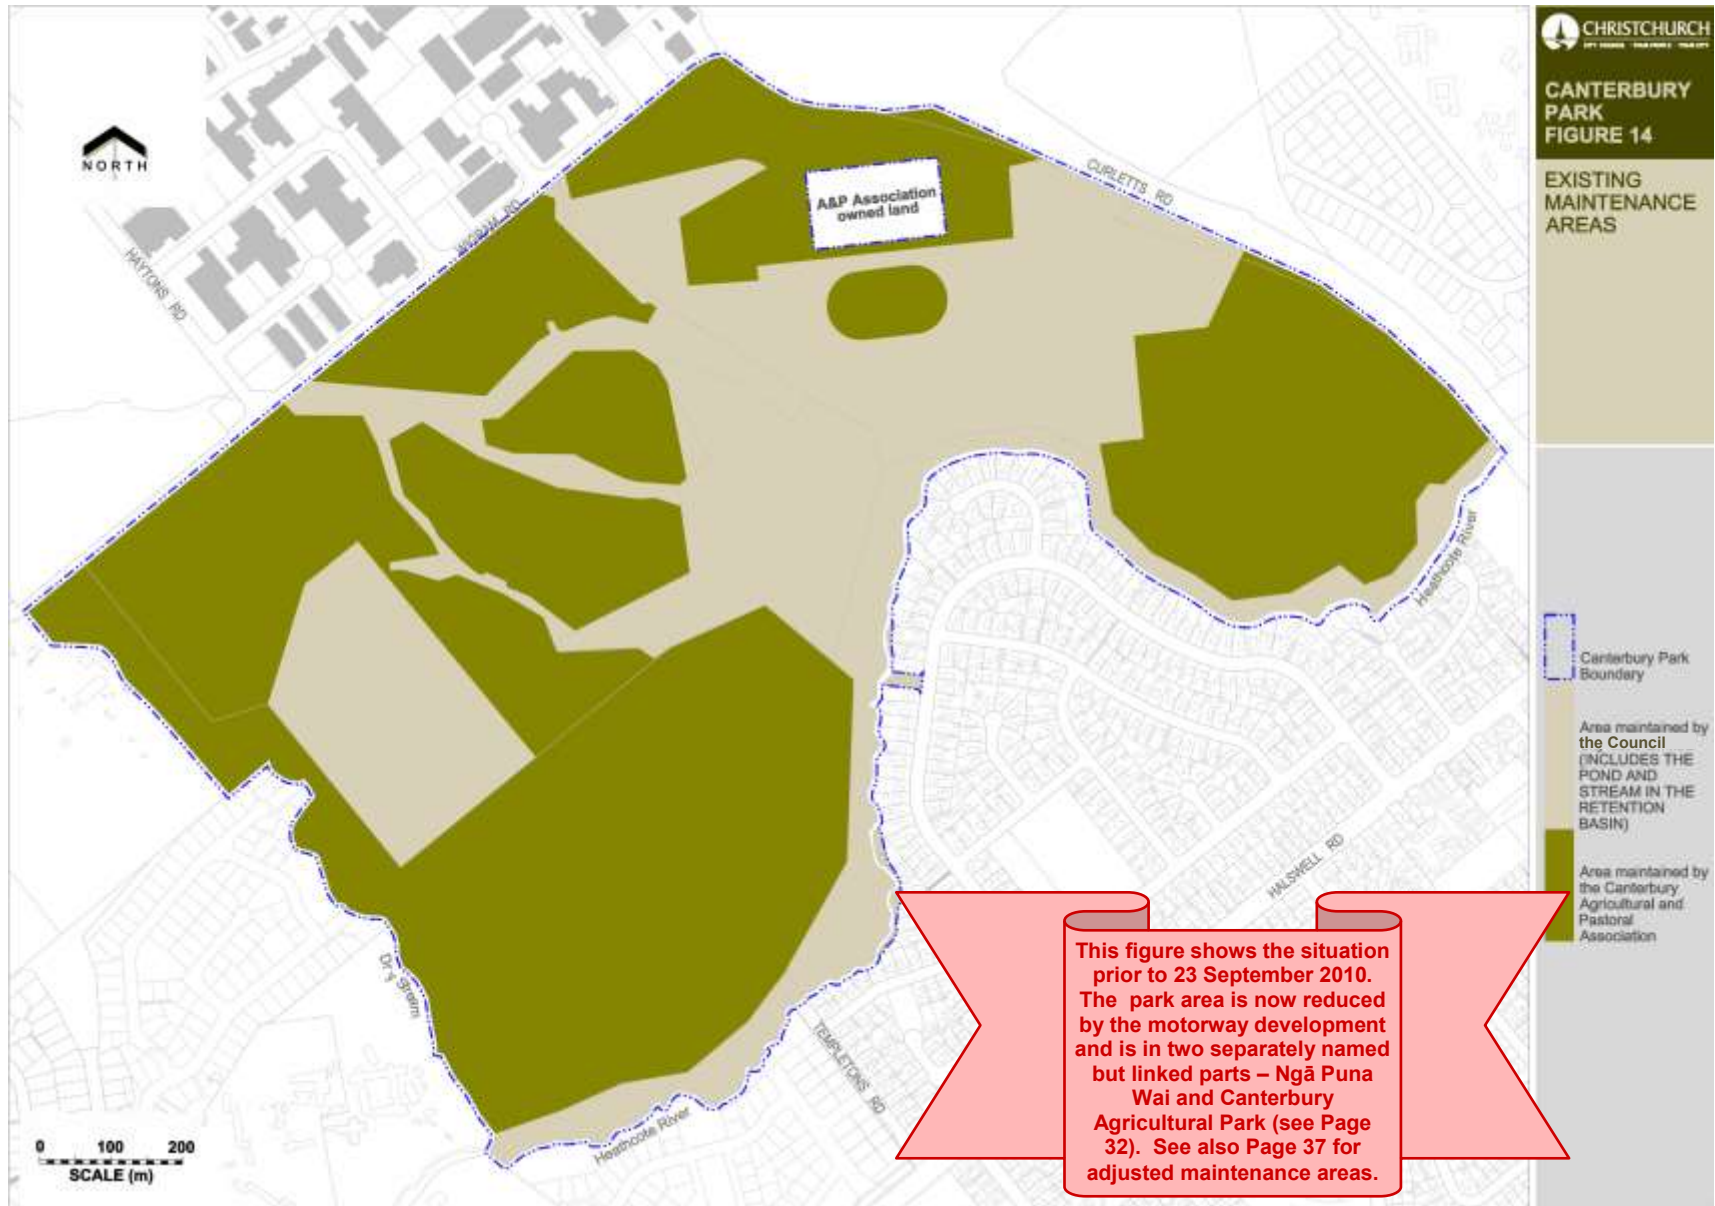 CHRISTCHURCH
CANTERBURY
PARK
FIGURE 14
EXISTING
MAINTENANCE
AREAS
NORTH
HAYTONS RD
WIGRAM RD
CURLETTS RD
A&P Association
owned land
Heathcote River
HALSWELL RD
TEMPLETONS RD
Dry Stream
Heathcote River
0 100 200
SCALE (m)
Canterbury Park
Boundary
Area maintained by
the Council
(INCLUDES THE
POND AND
STREAM IN THE
RETENTION
BASIN)
Area maintained by
the Canterbury
Agricultural and
Pastoral
Association
This figure shows the situation
prior to 23 September 2010.
The park area is now reduced
by the motorway development
and is in two separately named
but linked parts – Ngā Puna
Wai and Canterbury
Agricultural Park (see Page
32). See also Page 37 for
adjusted maintenance areas.